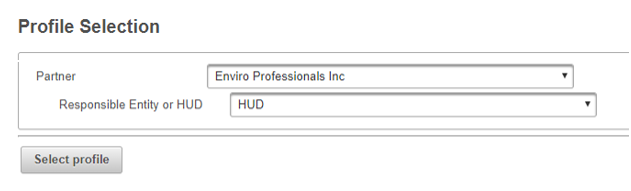 Profile Selection
Partner Enviro Professionals Inc
Responsible Entity or HUD HUD
Select profile